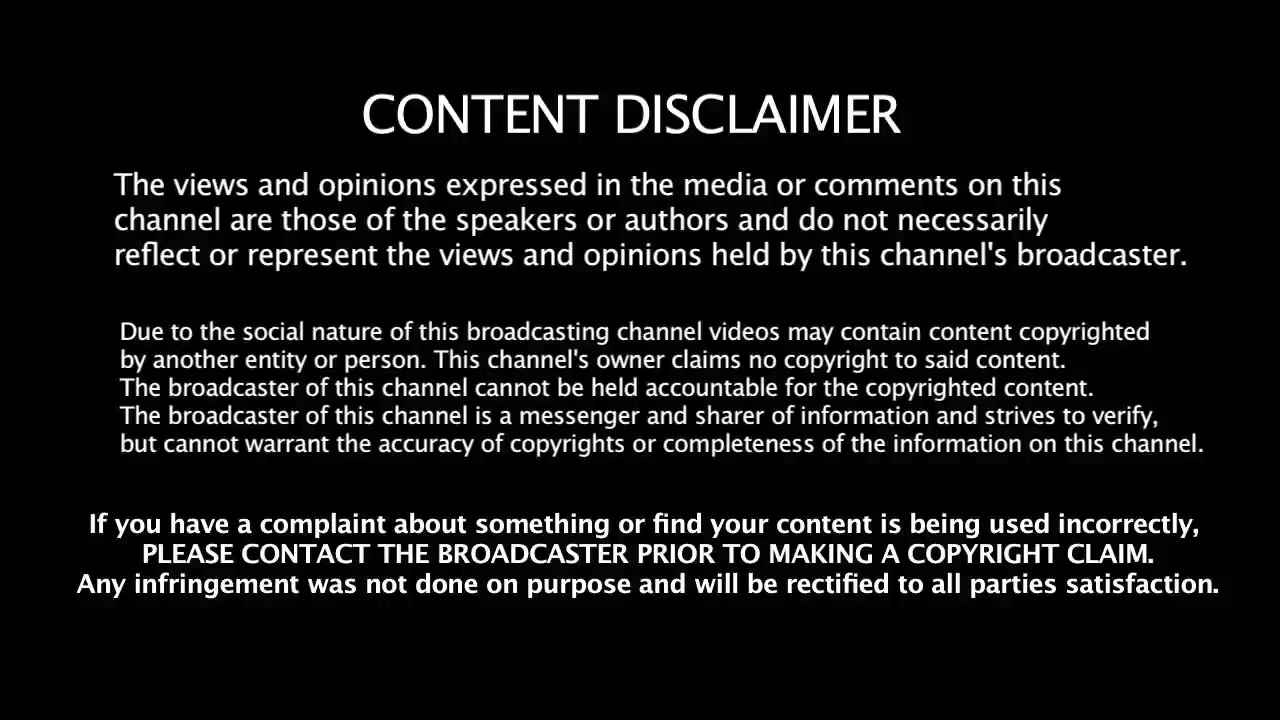 CONTENT DISCLAIMER
The views and opinions expressed in the media or comments on this
channel are those of the speakers or authors and do not necessarily
reflect or represent the views and opinions held by this channel's broadcaster.
Due to the social nature of this broadcasting channel videos may contain content copyrighted
by another entity or person. This channel's owner claims no copyright to said content.
The broadcaster of this channel cannot be held accountable for the copyrighted content.
The broadcaster of this channel is a messenger and sharer of information and strives to verify,
but cannot warrant the accuracy of copyrights or completeness of the information on this channel.
If you have a complaint about something or find your content is being used incorrectly,
PLEASE CONTACT THE BROADCASTER PRIOR TO MAKING A COPYRIGHT CLAIM.
Any infringement was not done on purpose and will be rectified to all parties satisfaction.